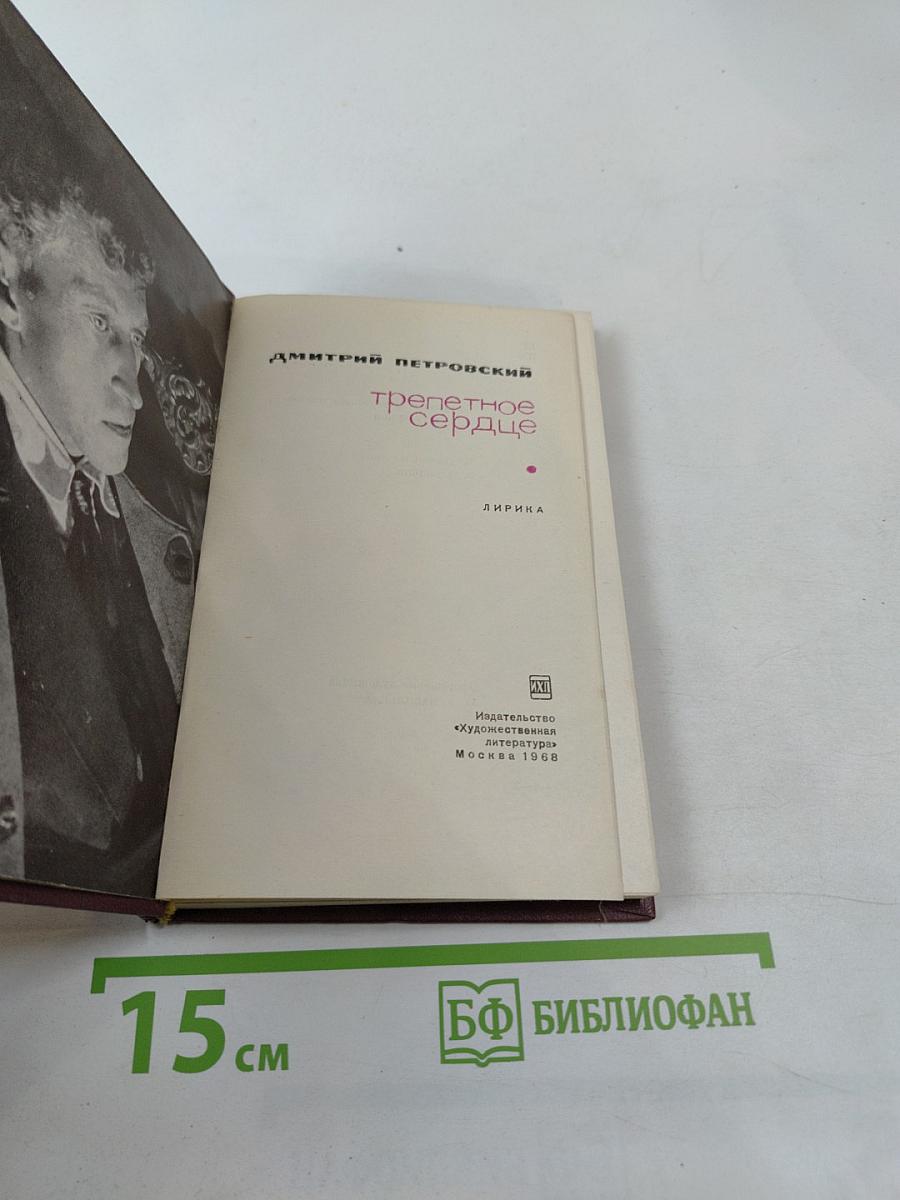 ДМИТРИЙ ПЕТРОВСКИЙ
трепетное
сердце
ЛИРИКА
ИХЛ
Издательство
«Художественная
литература»
Москва 1968
15 см
БФ БИБЛИОФАН